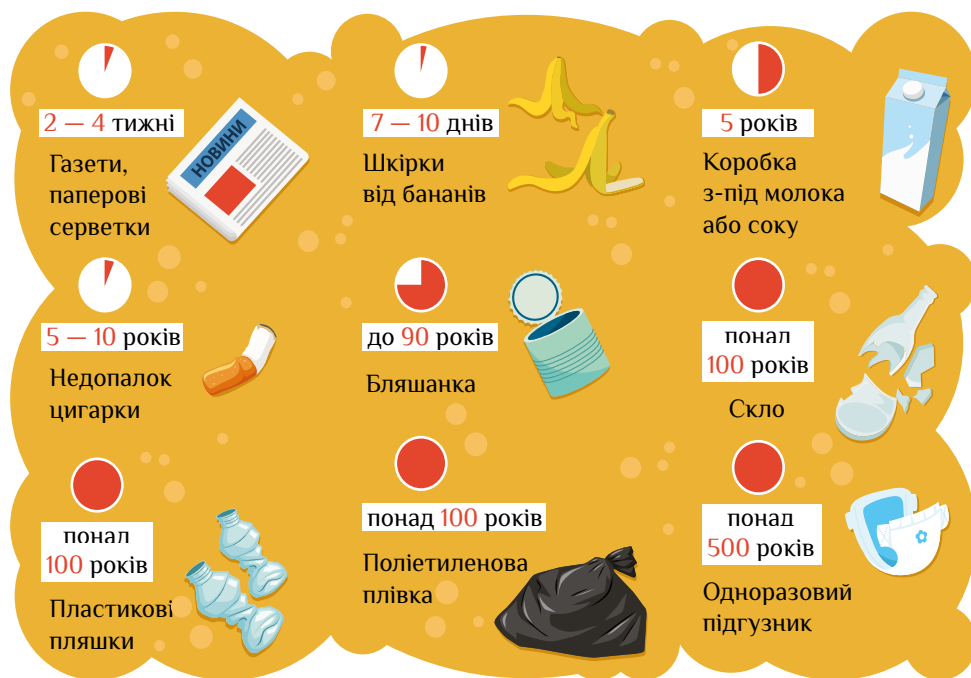 2 — 4 тижні
Газети,
паперові
серветки
НОВИНИ
7 — 10 днів
Шкірки
від бананів
5 років
Коробка
з-під молока
або соку
5 — 10 років
Недопалок
цигарки
до 90 років
Бляшанка
понад
100 років
Скло
понад
100 років
Пластикові
пляшки
понад 100 років
Поліетиленова
плівка
понад
500 років
Одноразовий
підгузник